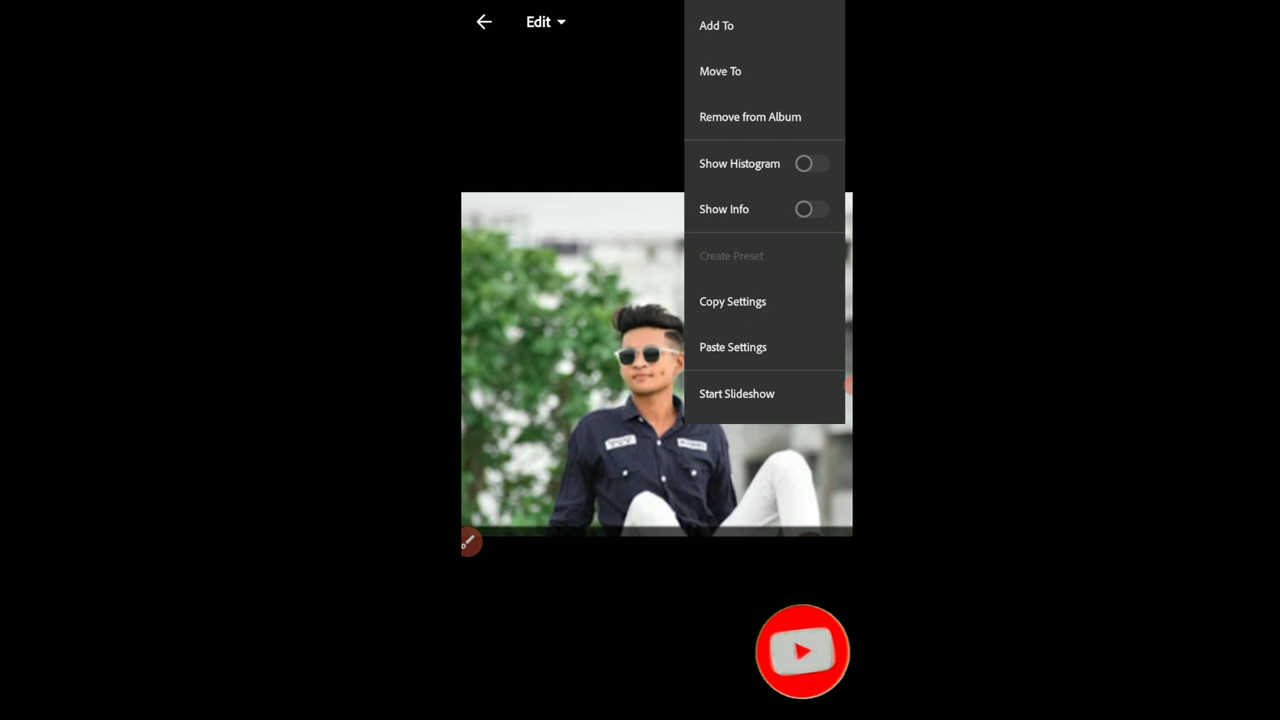 Edit
Add To
Move To
Remove from Album
Show Histogram
Show Info
Create Preset
Copy Settings
Paste Settings
Start Slideshow